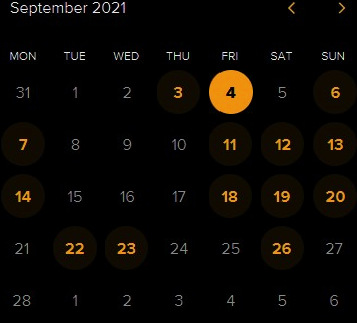 September 2021
MON TUE WED THU FRI SAT SUN
31 1 2 3 4 5 6
7 8 9 10 11 12 13
14 15 16 17 18 19 20
21 22 23 24 25 26 27
28 1 2 3 4 5 6